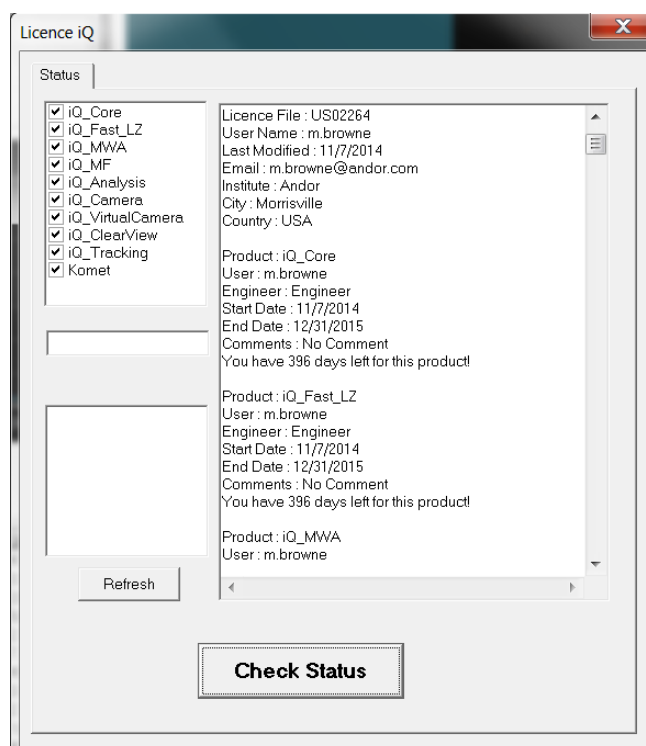 Licence iQ
Status
iQ_Core
iQ_Fast_LZ
iQ_MWA
iQ_MF
iQ_Analysis
iQ_Camera
iQ_VirtualCamera
iQ_ClearView
iQ_Tracking
Komet
Refresh
Licence File : US02264
User Name : m.browne
Last Modified : 11/7/2014
Email : m.browne@andor.com
Institute : Andor
City : Morrisville
Country : USA
Product : iQ_Core
User : m.browne
Engineer : Engineer
Start Date : 11/7/2014
End Date : 12/31/2015
Comments : No Comment
You have 396 days left for this product!
Product : iQ_Fast_LZ
User : m.browne
Engineer : Engineer
Start Date : 11/7/2014
End Date : 12/31/2015
Comments : No Comment
You have 396 days left for this product!
Product : iQ_MWA
User : m.browne
Check Status